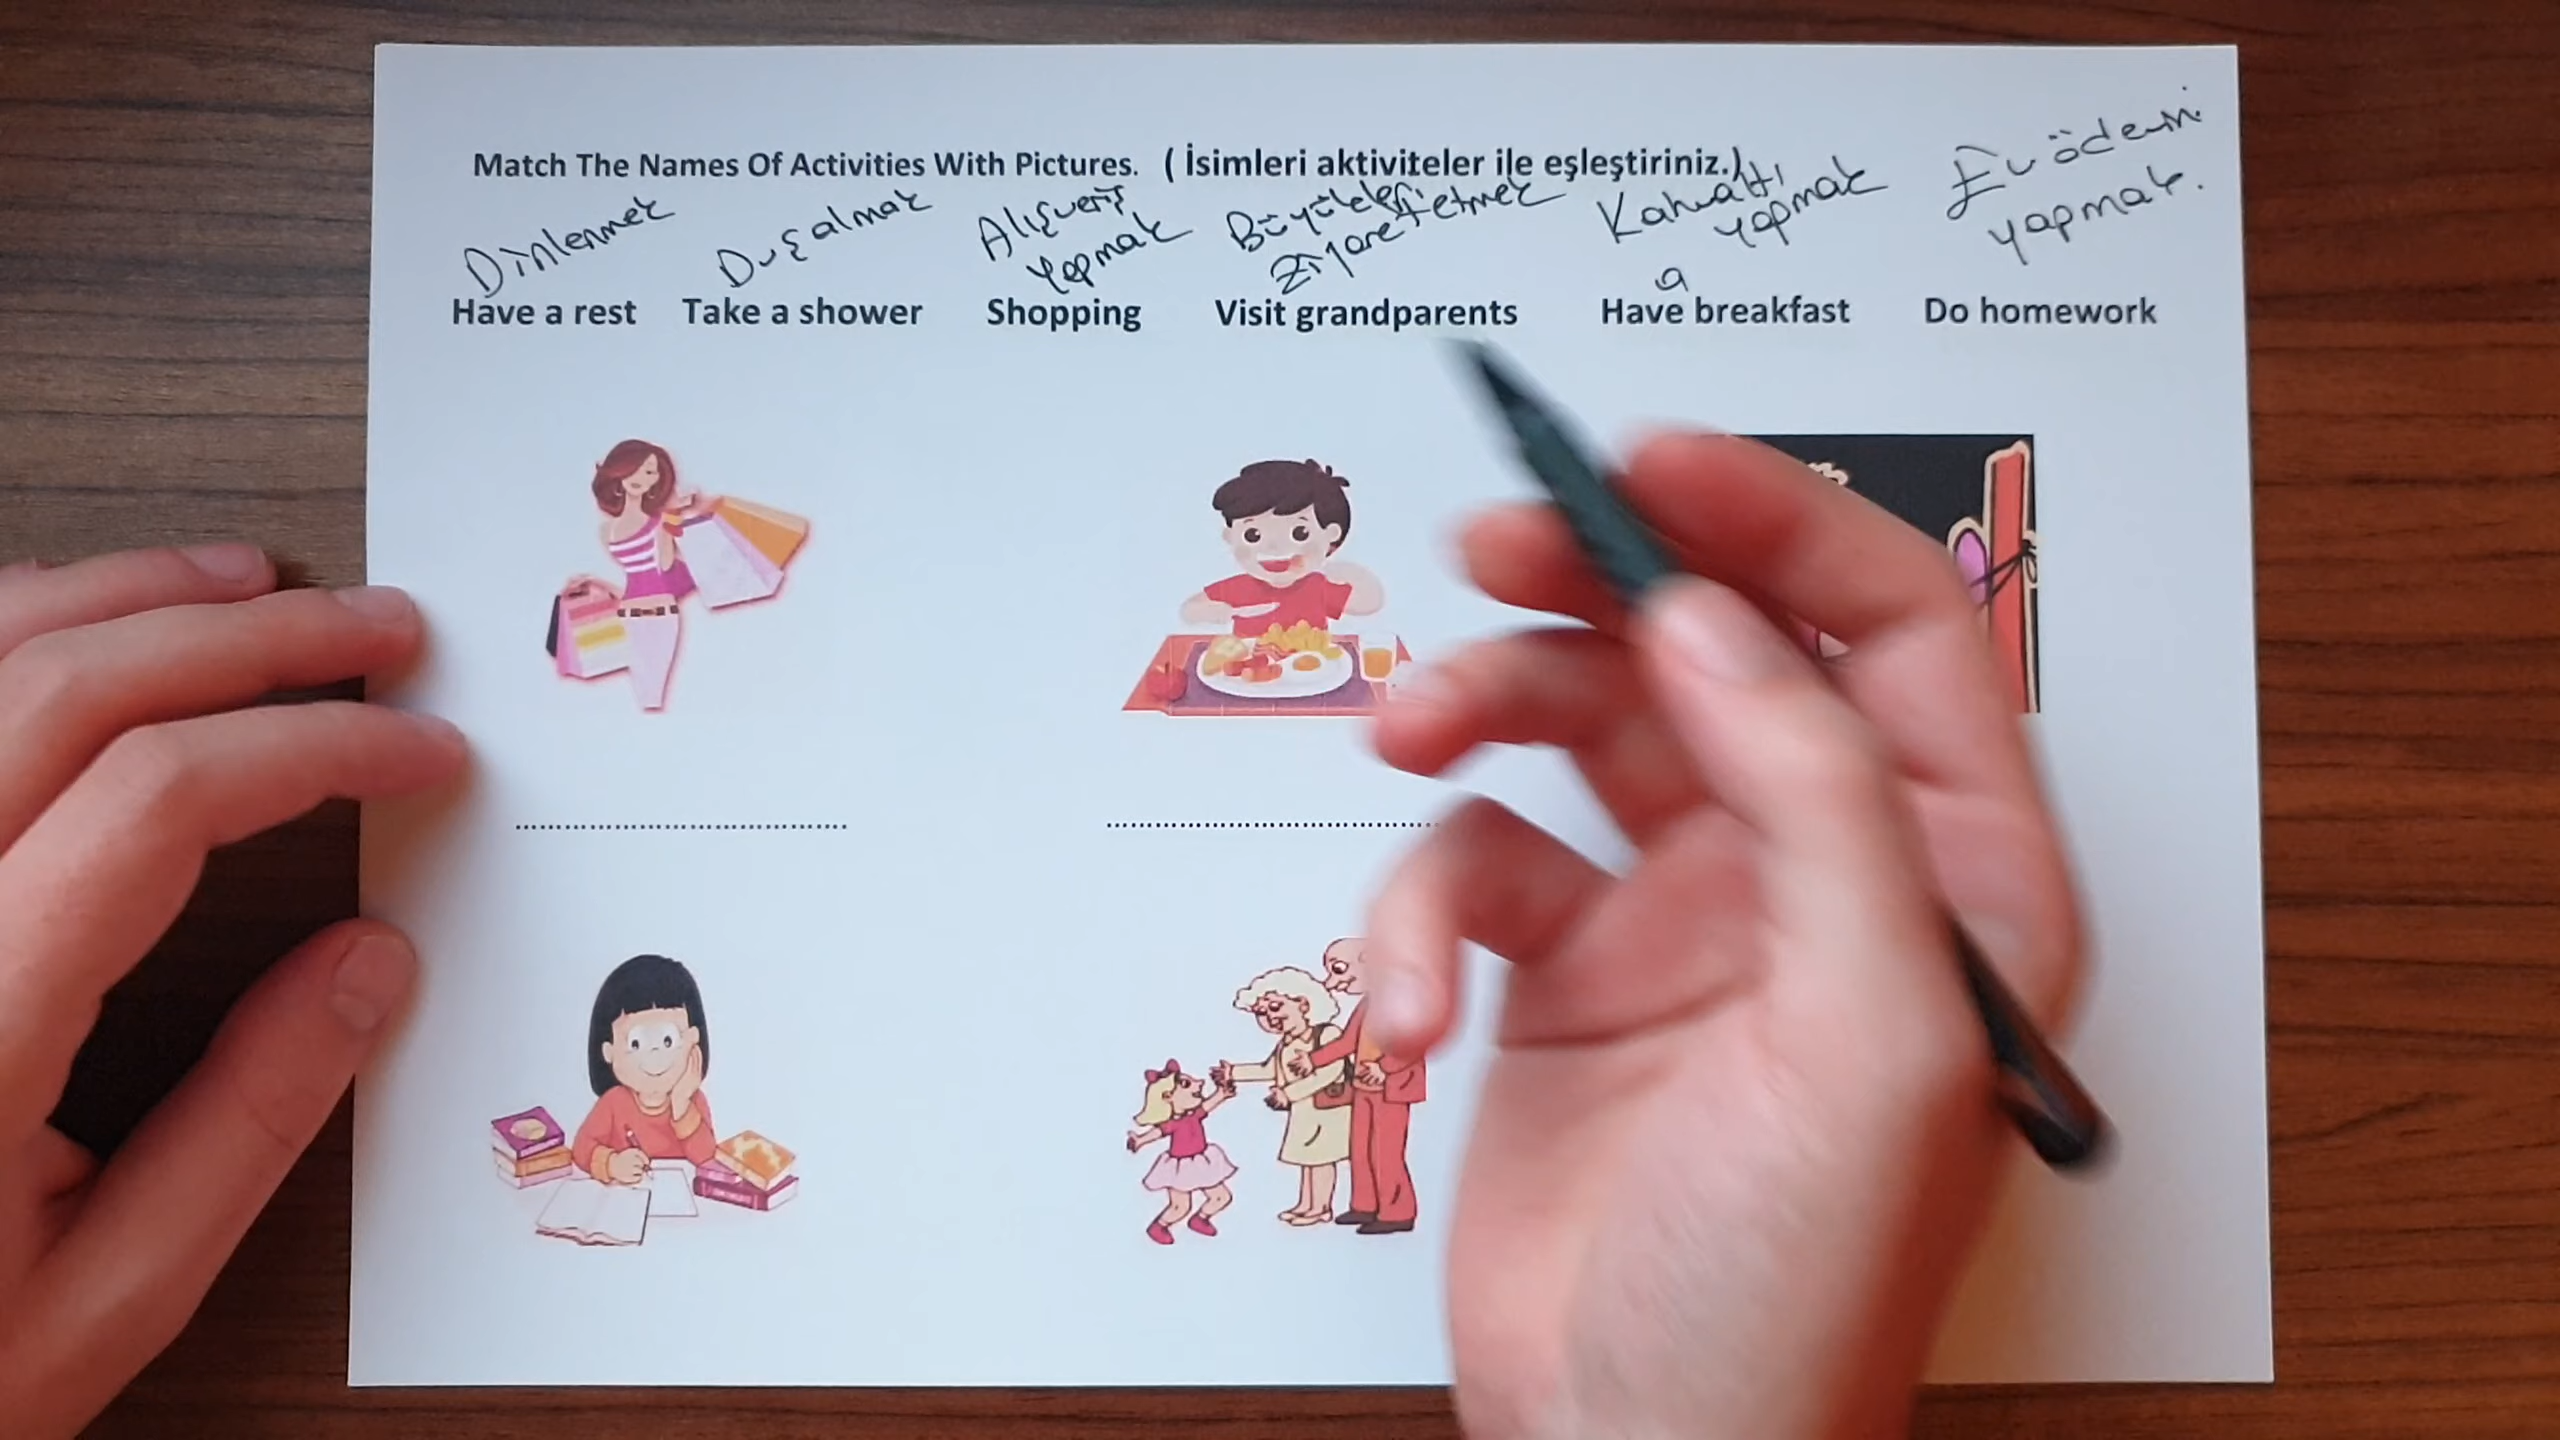 Match The Names Of Activities With Pictures. ( İsimleri aktiviteler ile eşleştiriniz.)
Dinlenmek Duş almak Alışveriş Büyükleri Kahvaltı Ev ödevini
yapmak ziyaret etmek yapmak yapmak.
a
Have a rest Take a shower Shopping Visit grandparents Have breakfast Do homework